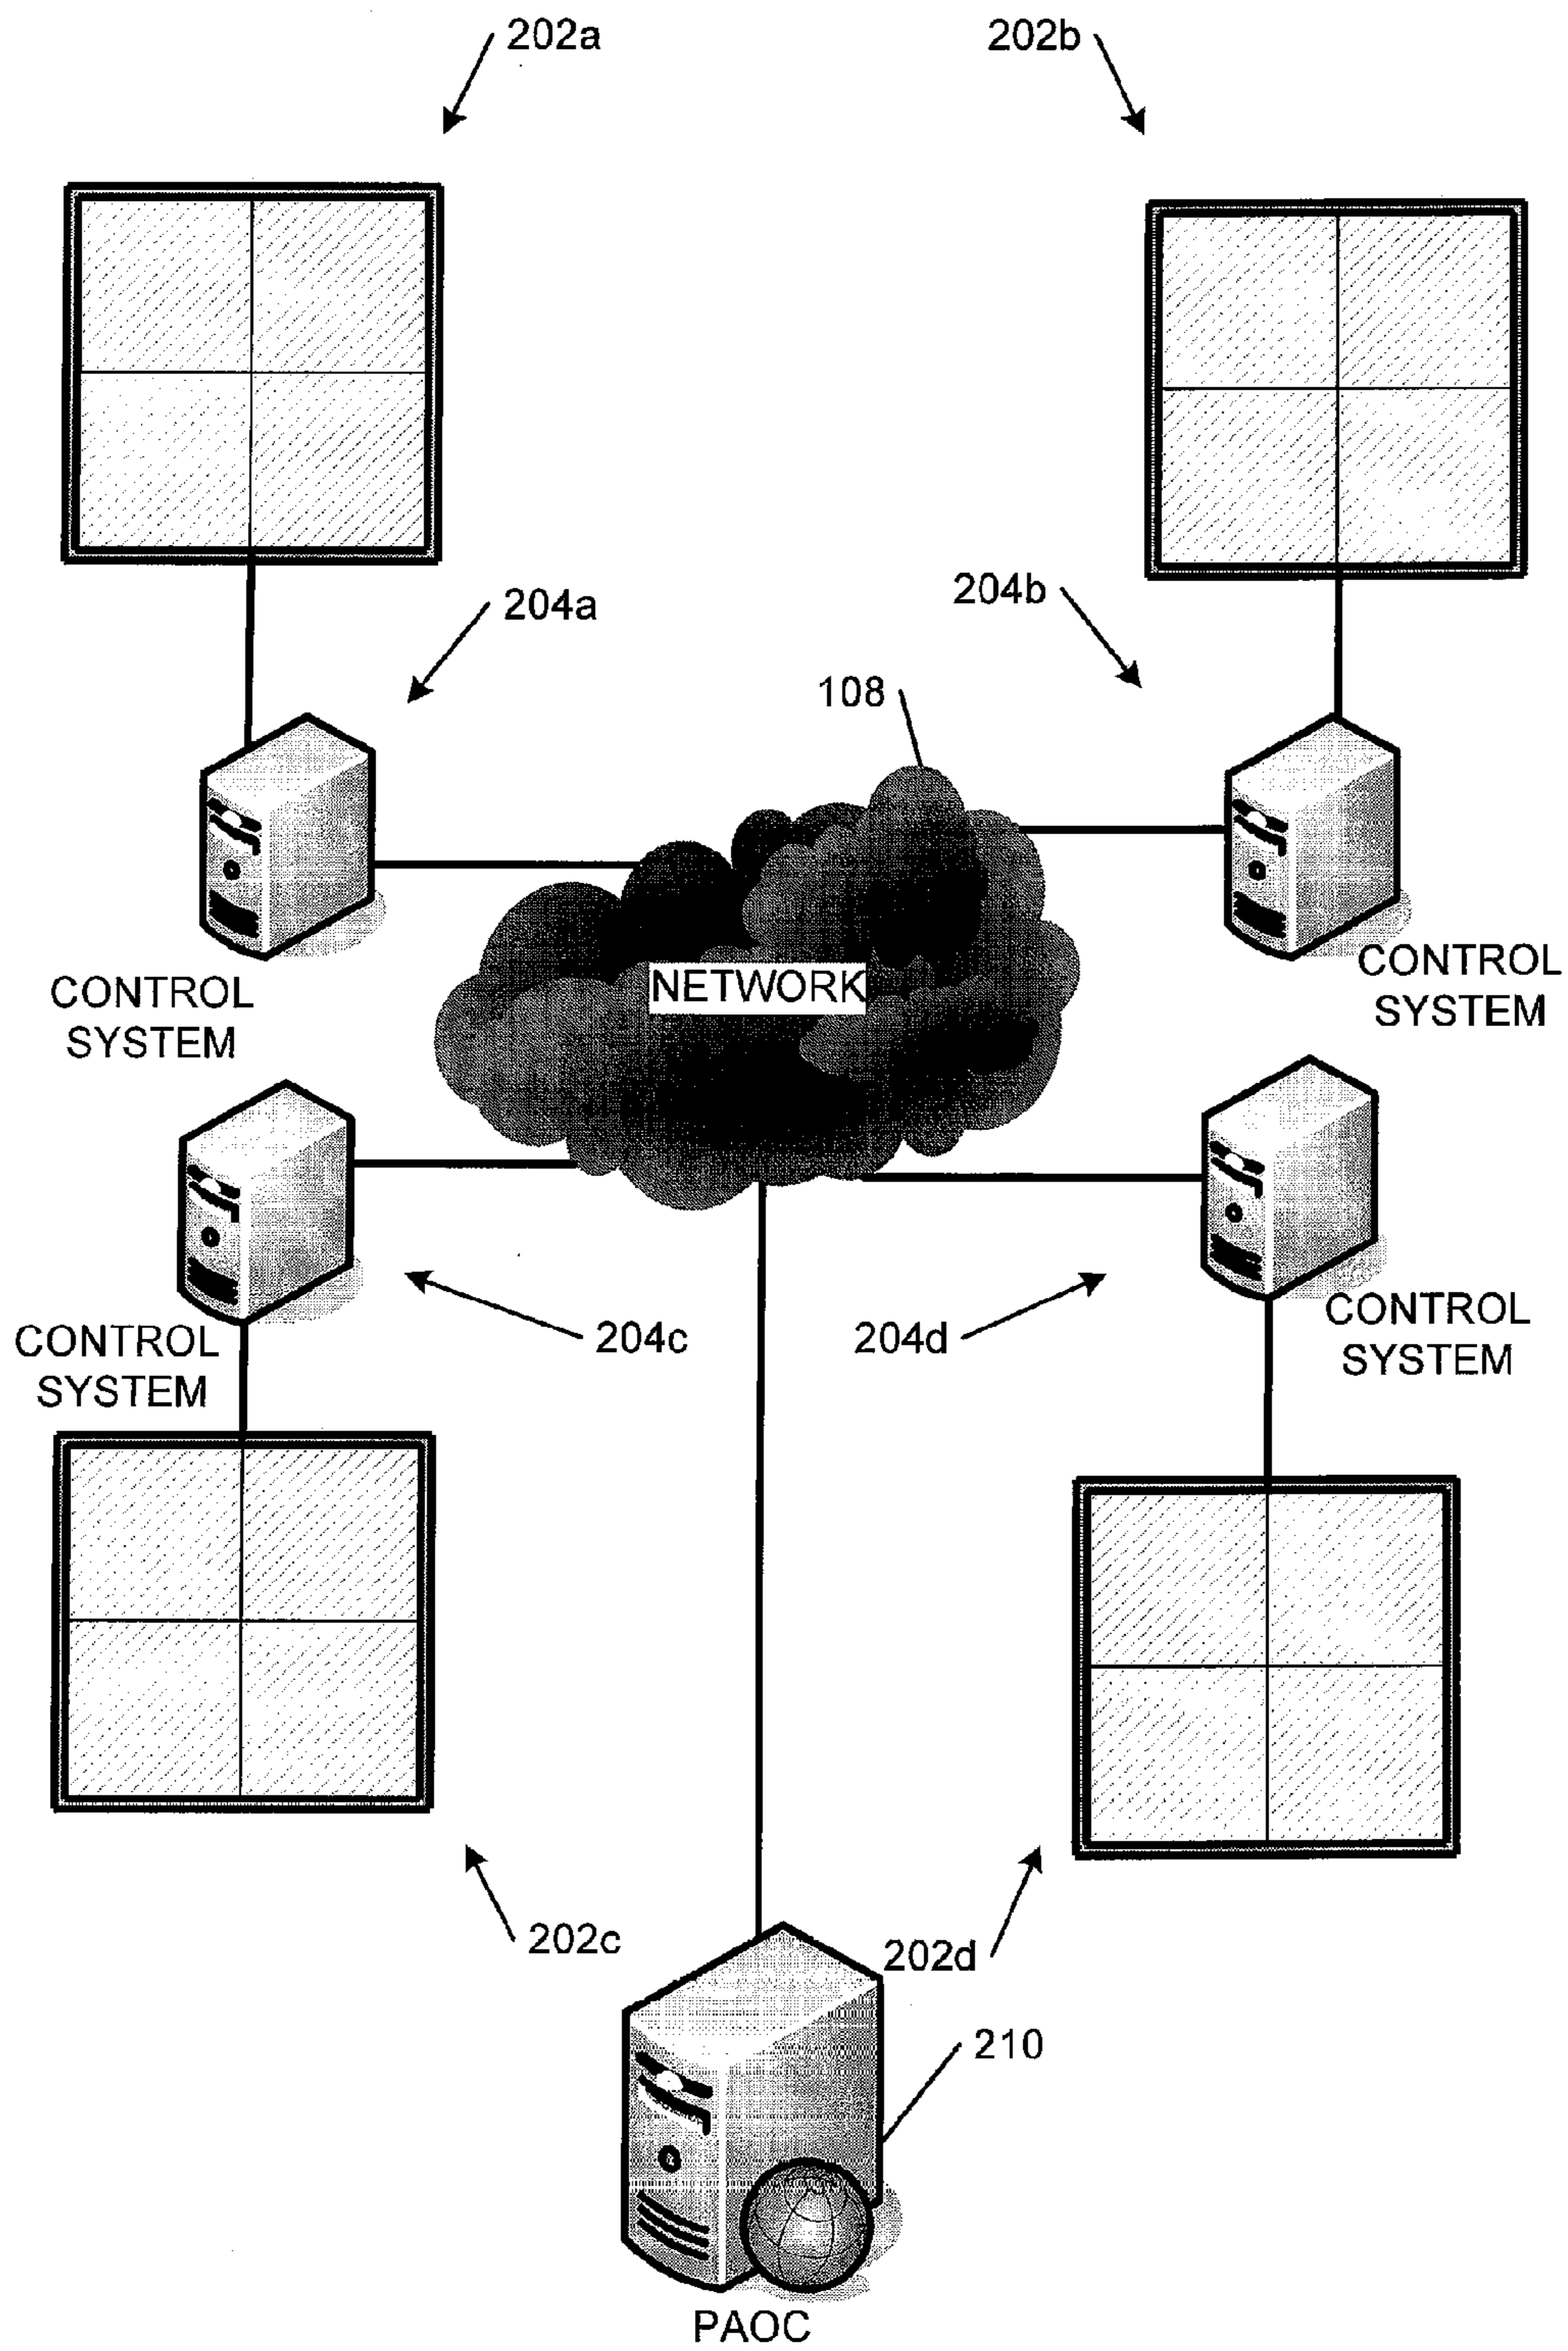 202a
202b
204a
204b
108
NETWORK
CONTROL
SYSTEM
CONTROL
SYSTEM
204c
204d
CONTROL
SYSTEM
CONTROL
SYSTEM
202c
202d
210
PAOC